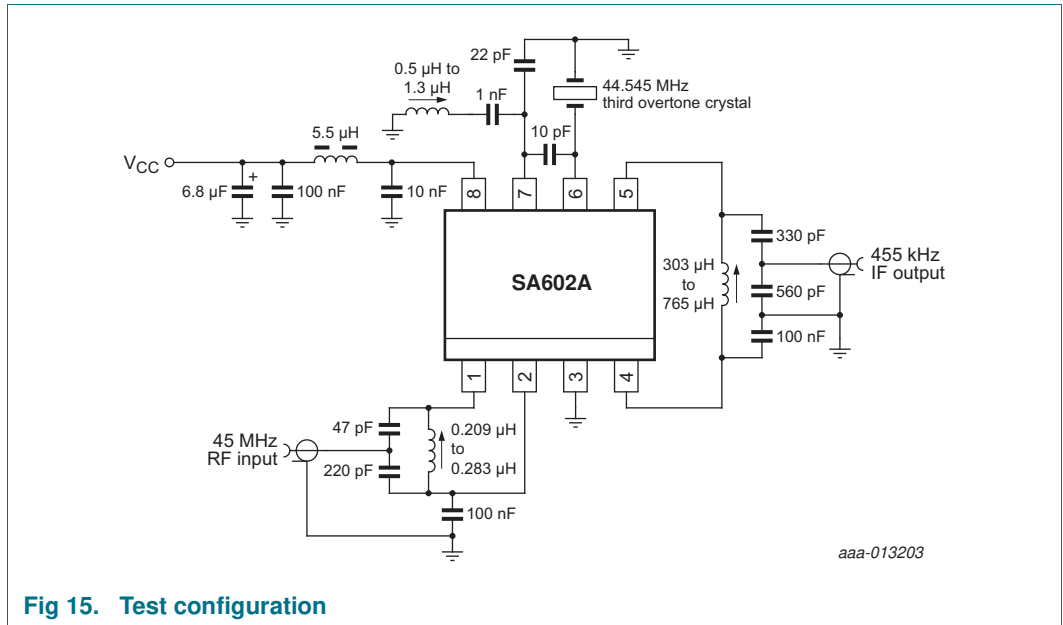 22 pF
0.5 µH to
1.3 µH
1 nF
44.545 MHz
third overtone crystal
10 pF
5.5 µH
VCC
6.8 µF
+
100 nF
10 nF
8
7
6
5
SA602A
303 µH
to
765 µH
330 pF
560 pF
100 nF
455 kHz
IF output
1
2
3
4
45 MHz
RF input
47 pF
220 pF
0.209 µH
to
0.283 µH
100 nF
aaa-013203
Fig 15. Test configuration